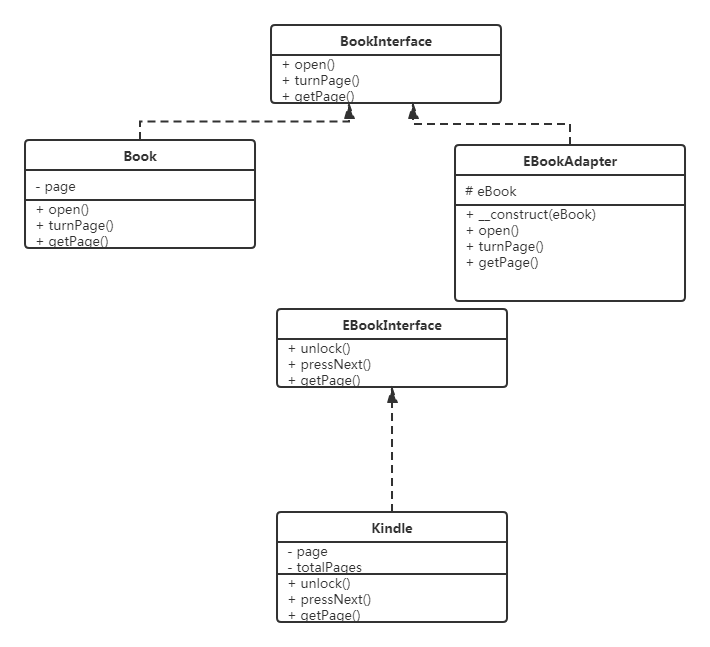 BookInterface
+ open()
+ turnPage()
+ getPage()
Book
- page
+ open()
+ turnPage()
+ getPage()
EBookAdapter
# eBook
+ __construct(eBook)
+ open()
+ turnPage()
+ getPage()
EBookInterface
+ unlock()
+ pressNext()
+ getPage()
Kindle
- page
- totalPages
+ unlock()
+ pressNext()
+ getPage()